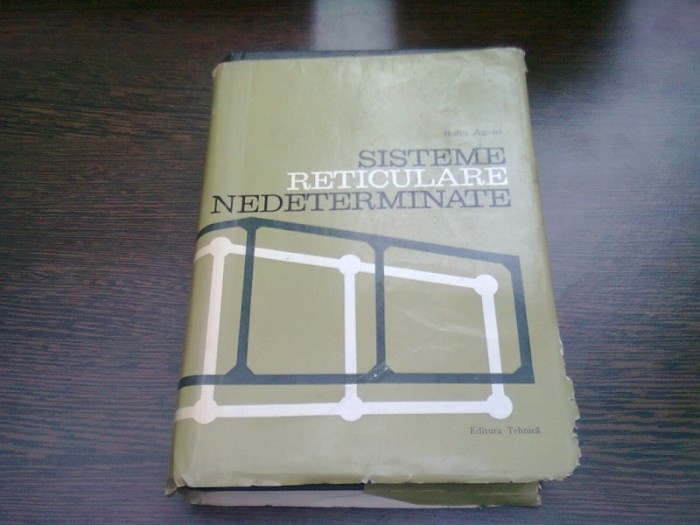 SISTEME
RETICULARE
NEDETERMINATE
Editura Tehnică